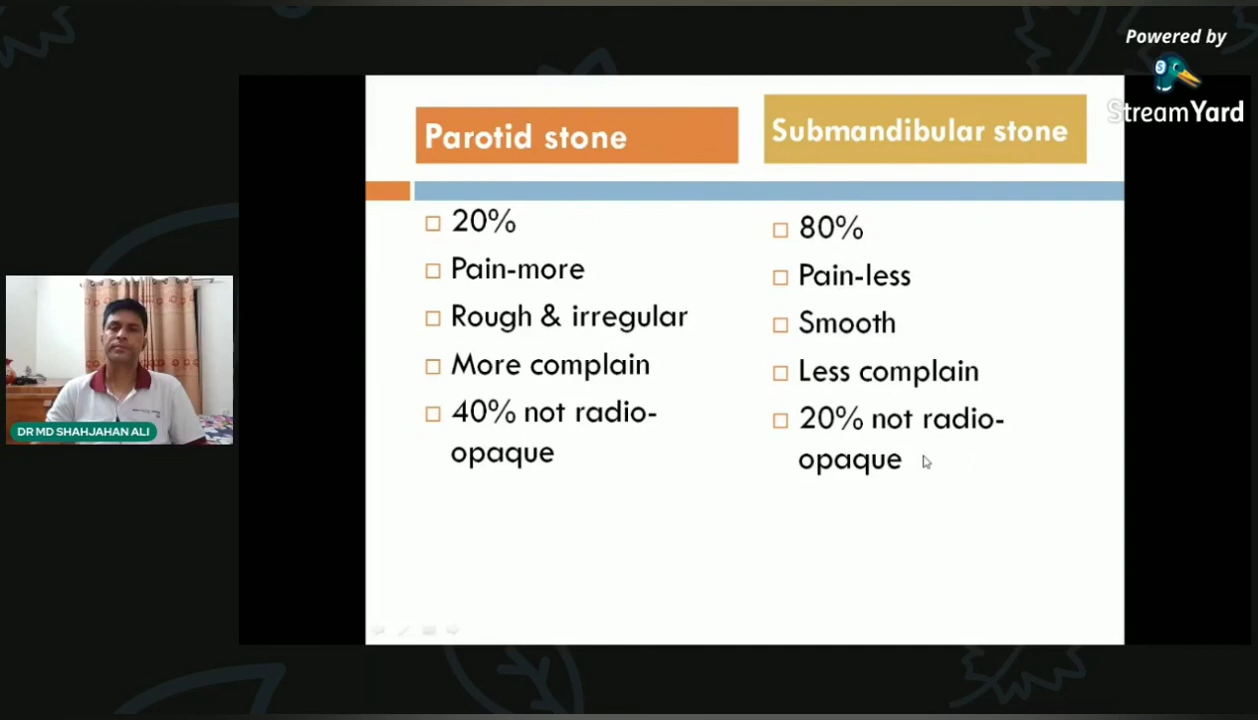 Powered by
StreamYard
Parotid stone
20%
Pain-more
Rough & irregular
More complain
40% not radio-
opaque
Submandibular stone
80%
Pain-less
Smooth
Less complain
20% not radio-
opaque
DR MD SHAHJAHAN ALI